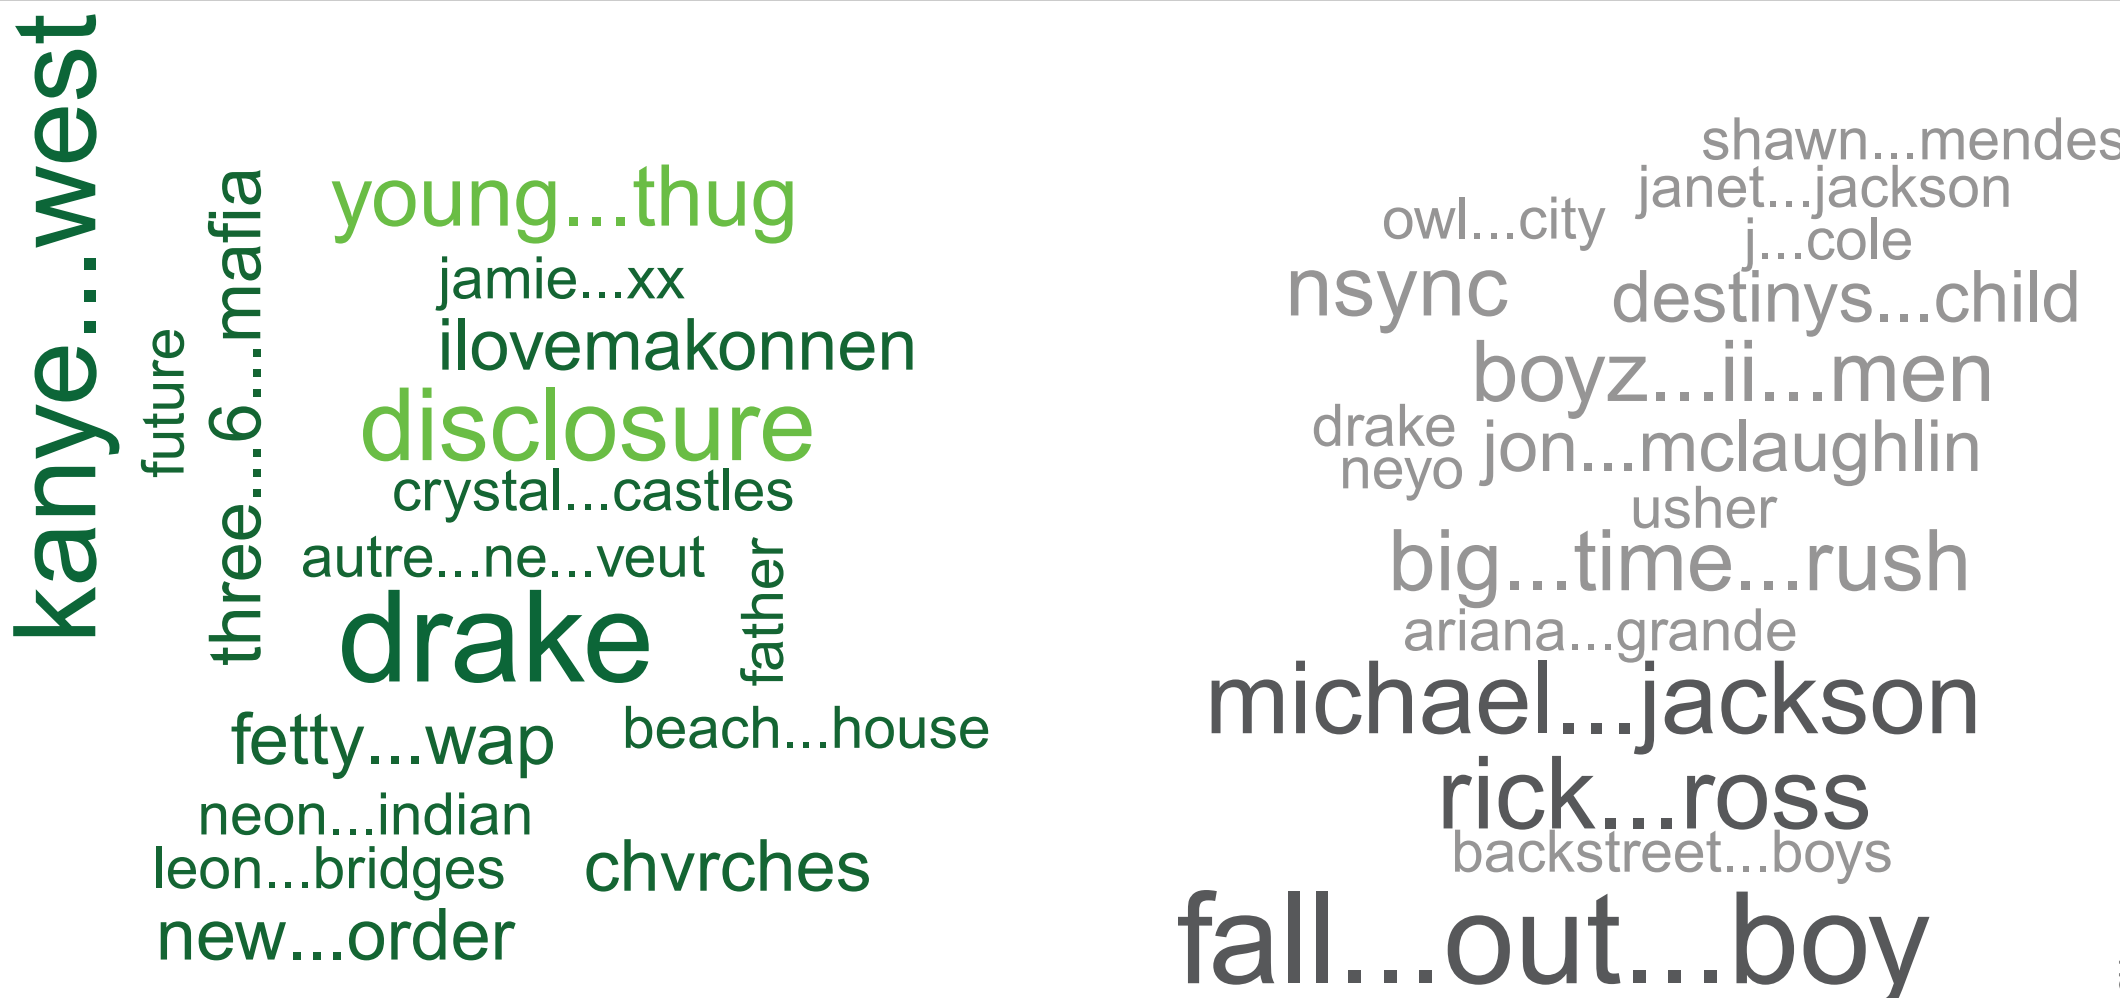 kanye...west
future
three...6...mafia
young...thug
jamie...xx
ilovemakonnen
disclosure
crystal...castles
autre...ne...veut
father
drake
fetty...wap
beach...house
neon...indian
leon...bridges
chvrches
new...order
shawn...mendes
janet...jackson
owl...city
j...cole
nsync
destinys...child
boyz...ii...men
drake
jon...mclaughlin
neyo
usher
big...time...rush
ariana...grande
michael...jackson
rick...ross
backstreet...boys
fall...out...boy